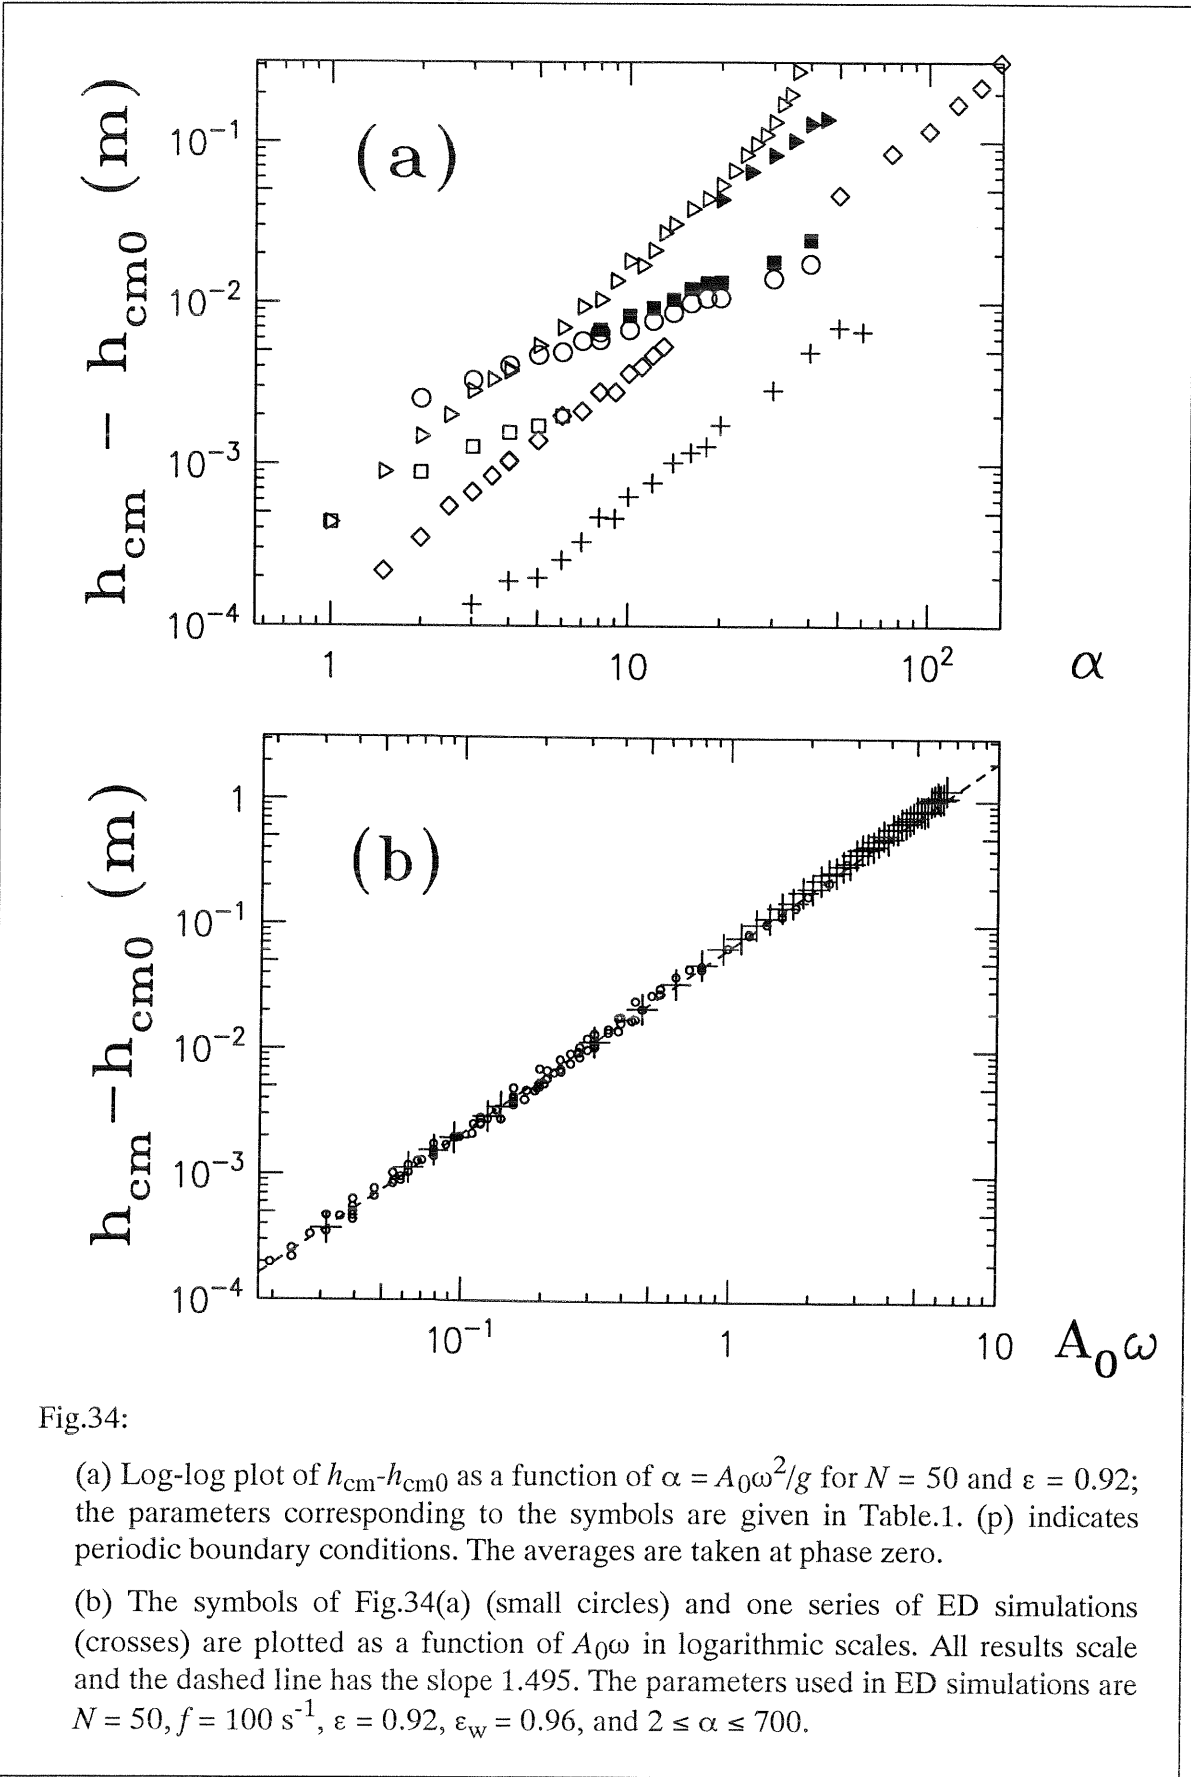 h_cm − h_cm0 (m)
(a)
10^-1
10^-2
10^-3
10^-4
1 10 10^2 α
h_cm − h_cm0 (m)
(b)
1
10^-1
10^-2
10^-3
10^-4
10^-1 1 10 A_0ω
Fig.34:
(a) Log-log plot of h_cm-h_cm0 as a function of α = A_0ω^2/g for N = 50 and ε = 0.92;
the parameters corresponding to the symbols are given in Table.1. (p) indicates
periodic boundary conditions. The averages are taken at phase zero.
(b) The symbols of Fig.34(a) (small circles) and one series of ED simulations
(crosses) are plotted as a function of A_0ω in logarithmic scales. All results scale
and the dashed line has the slope 1.495. The parameters used in ED simulations are
N = 50, f = 100 s^-1, ε = 0.92, ε_w = 0.96, and 2 ≤ α ≤ 700.